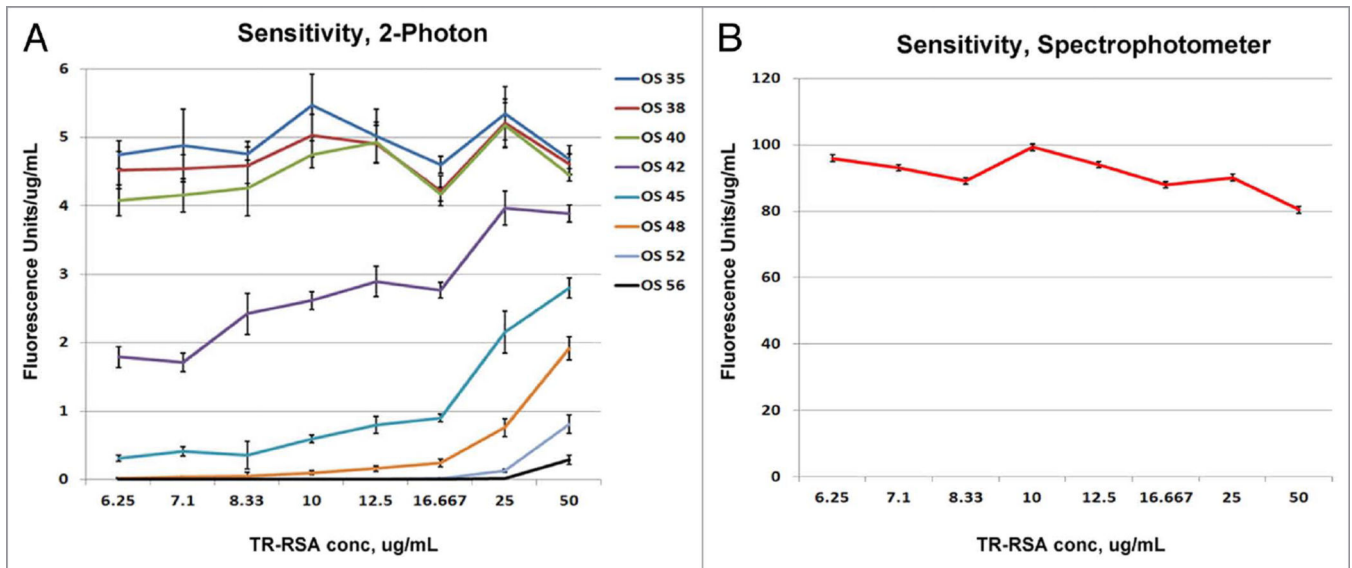 A
Sensitivity, 2-Photon
Fluorescence Units/ug/mL
6
5
4
3
2
1
0
6.25 7.1 8.33 10 12.5 16.667 25 50
TR-RSA conc, ug/mL
OS 35
OS 38
OS 40
OS 42
OS 45
OS 48
OS 52
OS 56
B
Sensitivity, Spectrophotometer
Fluorescence Units/ug/mL
120
100
80
60
40
20
0
6.25 7.1 8.33 10 12.5 16.667 25 50
TR-RSA conc, ug/mL